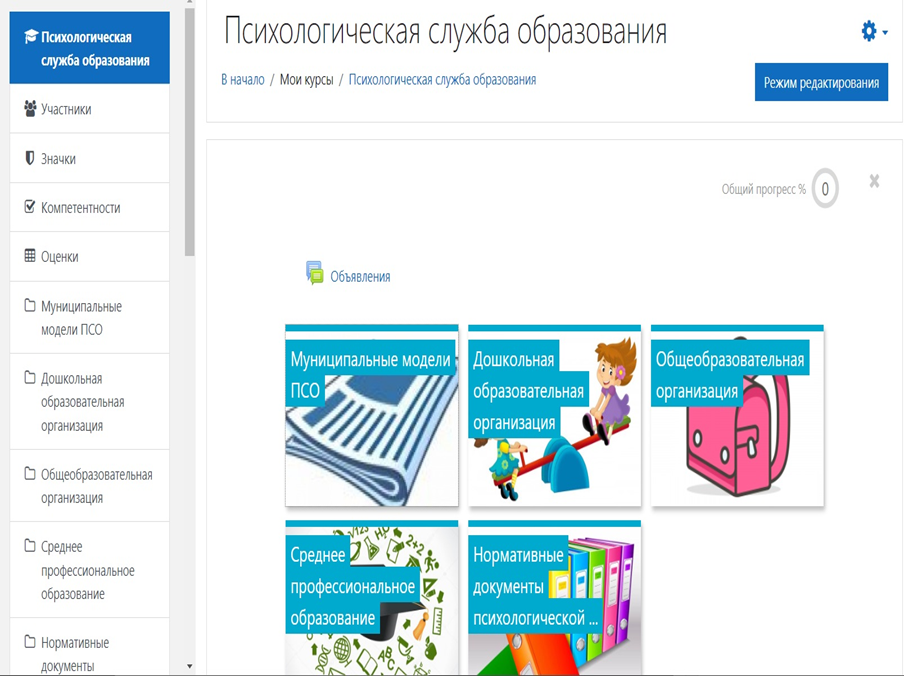 Психологическая
служба образования
Участники
Значки
Компетентности
Оценки
Муниципальные
модели ПСО
Дошкольная
образовательная
организация
Общеобразовательная
организация
Среднее
профессиональное
образование
Нормативные
документы
Психологическая служба образования
В начало / Мои курсы / Психологическая служба образования
Режим редактирования
Общий прогресс % 0
Объявления
Муниципальные модели
ПСО
Дошкольная
образовательная
организация
Общеобразовательная
организация
Среднее
профессиональное
образование
Нормативные
документы
психологической ...